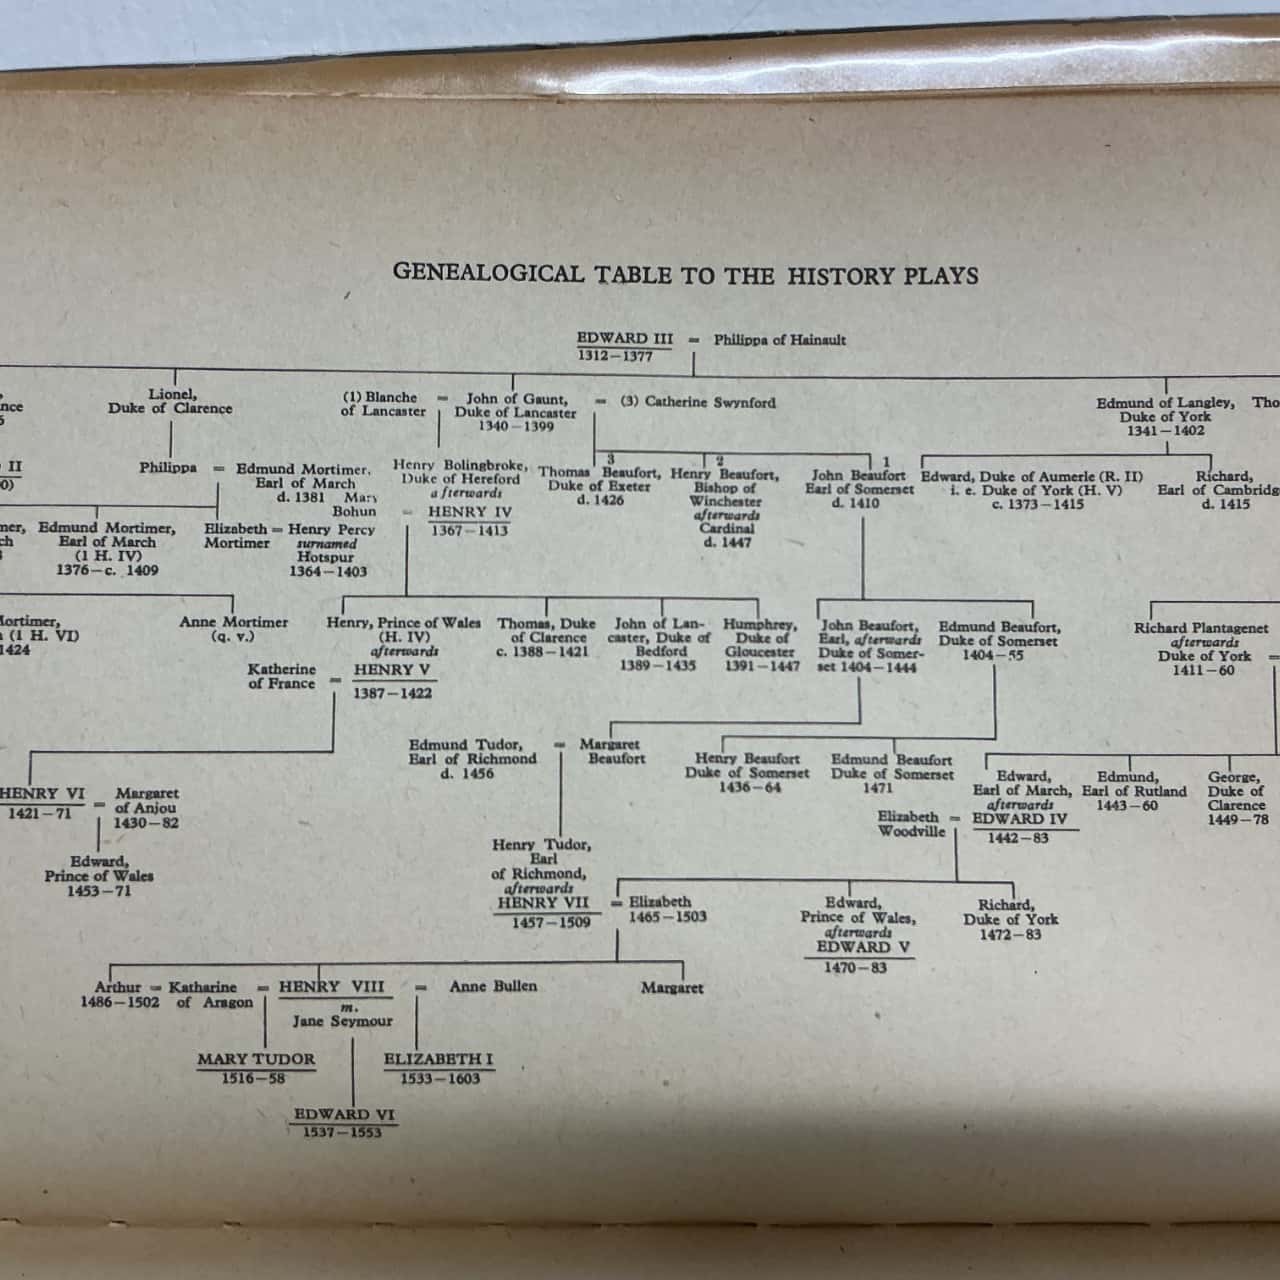 GENEALOGICAL TABLE TO THE HISTORY PLAYS
EDWARD III = Philippa of Hainault
1312—1377
Lionel,
Duke of Clarence
(1) Blanche
of Lancaster
= John of Gaunt,
Duke of Lancaster
1340—1399
= (3) Catherine Swynford
Edmund of Langley,
Duke of York
1341—1402
Tho
nce
5
II
0)
Philippa = Edmund Mortimer,
Earl of March
d. 1381
Mary
Bohun
Henry Bolingbroke,
Duke of Hereford
afterwards
= HENRY IV
1367—1413
3
Thomas Beaufort,
Duke of Exeter
d. 1426
2
Henry Beaufort,
Bishop of
Winchester
afterwards
Cardinal
d. 1447
1
John Beaufort
Earl of Somerset
d. 1410
Edward, Duke of Aumerle (R. II)
i. e. Duke of York (H. V)
c. 1373—1415
Richard,
Earl of Cambridg
d. 1415
mer,
ch
Edmund Mortimer,
Earl of March
(1 H. IV)
1376—c. 1409
Elizabeth = Henry Percy
Mortimer
surnamed
Hotspur
1364—1403
Mortimer,
(1 H. VI)
1424
Anne Mortimer
(q. v.)
Henry, Prince of Wales
(H. IV)
afterwards
HENRY V
1387—1422
Katherine
of France =
Thomas, Duke
of Clarence
c. 1388—1421
John of Lan-
caster, Duke of
Bedford
1389—1435
Humphrey,
Duke of
Gloucester
1391—1447
John Beaufort,
Earl, afterwards
Duke of Somer-
set 1404—1444
Edmund Beaufort,
Duke of Somerset
1404—55
Richard Plantagenet
afterwards
Duke of York =
1411—60
Edmund Tudor,
Earl of Richmond
d. 1456
= Margaret
Beaufort
Henry Beaufort
Duke of Somerset
1436—64
Edmund Beaufort
Duke of Somerset
1471
Edward,
Earl of March,
afterwards
EDWARD IV
1442—83
Elizabeth =
Woodville
Edmund,
Earl of Rutland
1443—60
George,
Duke of
Clarence
1449—78
HENRY VI
1421—71
= Margaret
of Anjou
1430—82
Edward,
Prince of Wales
1453—71
Henry Tudor,
Earl
of Richmond,
afterwards
HENRY VII
1457—1509
= Elizabeth
1465—1503
Edward,
Prince of Wales,
afterwards
EDWARD V
1470—83
Richard,
Duke of York
1472—83
Arthur = Katharine = HENRY VIII = Anne Bullen
1486—1502 of Aragon
m.
Jane Seymour
Margaret
MARY TUDOR
1516—58
ELIZABETH I
1533—1603
EDWARD VI
1537—1553